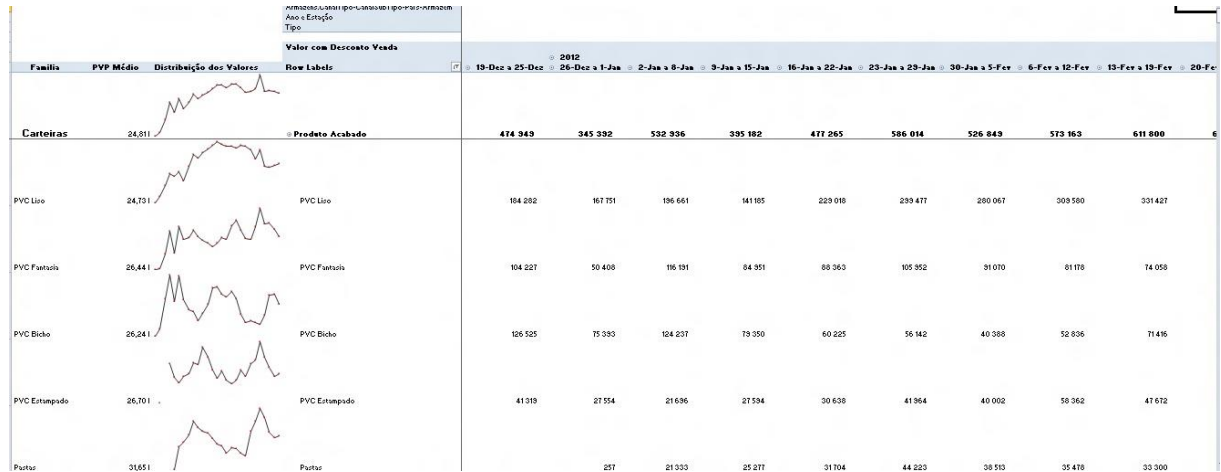 Armazens.CanalTipo-CanalSubTipo-Pais-Armazem
Ano e Estação
Tipo
Valor com Desconto Venda
2012
Familia PVP Médio Distribuição dos Valores Row Labels 19-Dez a 25-Dez 26-Dez a 1-Jan 2-Jan a 8-Jan 9-Jan a 15-Jan 16-Jan a 22-Jan 23-Jan a 29-Jan 30-Jan a 5-Fev 6-Fev a 12-Fev 13-Fev a 19-Fev 20-Fe
Carteiras 24,81 Produto Acabado 474 949 345 392 532 936 395 182 477 265 586 014 526 849 573 163 611 800 6
PVC Liso 24,73 PVC Liso 184 282 167 751 196 661 141 185 229 018 299 477 280 067 309 580 331 427
PVC Fantasia 26,44 PVC Fantasia 104 227 50 408 116 191 84 951 88 363 105 952 91 070 81 178 74 058
PVC Bicho 26,24 PVC Bicho 126 525 75 393 124 237 79 350 60 225 56 142 40 388 52 836 71 416
PVC Estampado 26,70 PVC Estampado 41 319 27 554 21 696 27 594 30 638 41 964 40 002 58 362 47 672
Pastas 31,65 Pastas 257 21 333 25 277 31 704 44 223 38 513 35 478 33 300